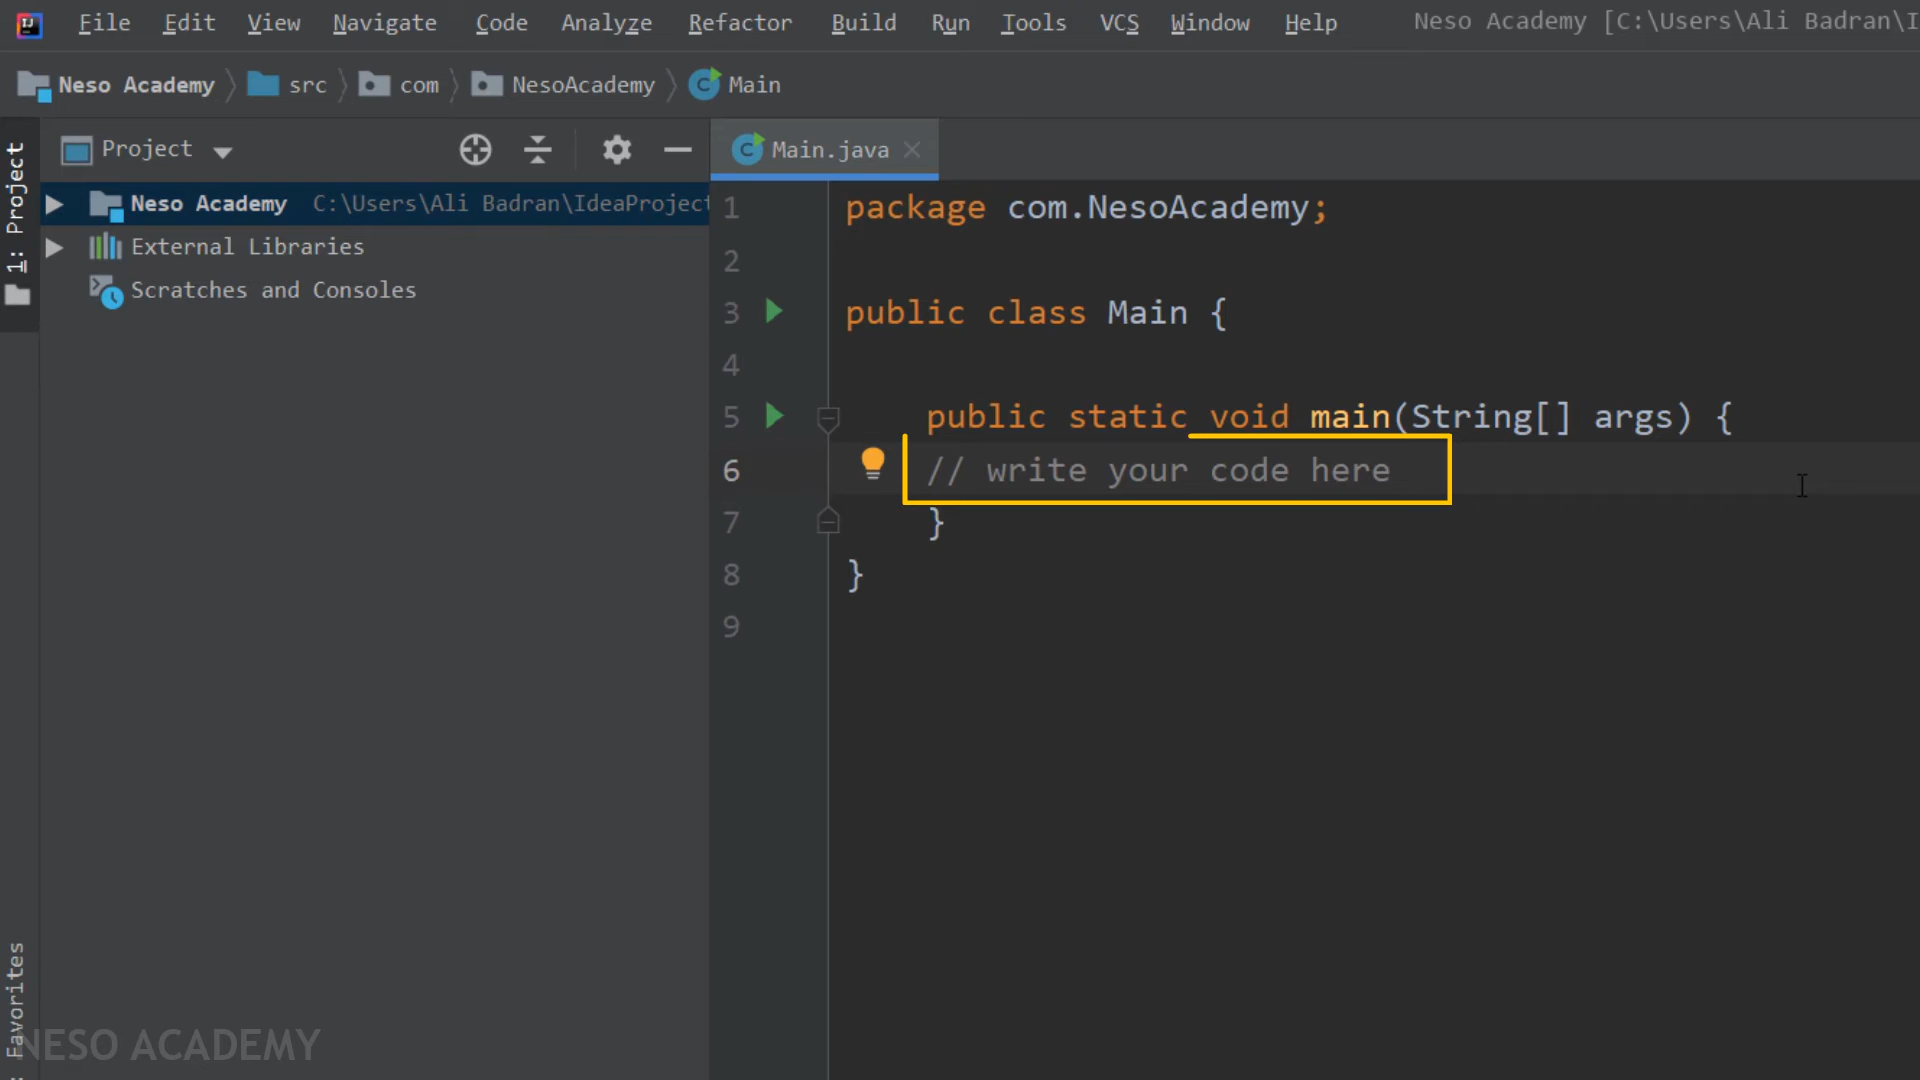 File Edit View Navigate Code Analyze Refactor Build Run Tools VCS Window Help Neso Academy [C:\Users\Ali Badran\I
Neso Academy src com NesoAcademy Main
1: Project
Project
Neso Academy C:\Users\Ali Badran\IdeaProject
External Libraries
Scratches and Consoles
Favorites
NESO ACADEMY
Main.java
1 package com.NesoAcademy;
2
3 public class Main {
4
5 public static void main(String[] args) {
6 // write your code here
7 }
8 }
9